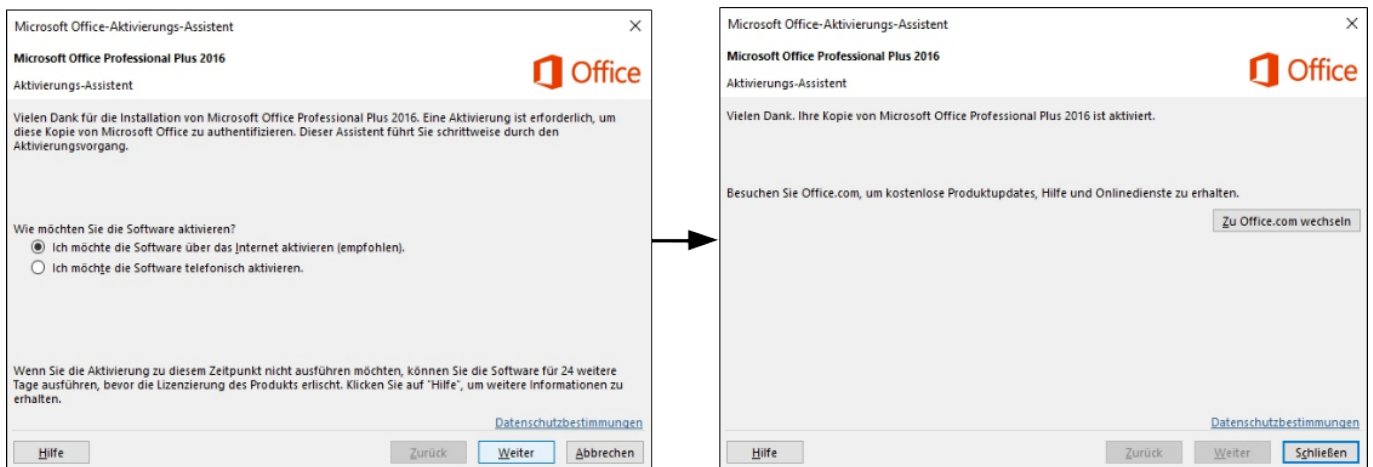 Microsoft Office-Aktivierungs-Assistent
Microsoft Office Professional Plus 2016
Aktivierungs-Assistent
Office
Vielen Dank für die Installation von Microsoft Office Professional Plus 2016. Eine Aktivierung ist erforderlich, um
diese Kopie von Microsoft Office zu authentifizieren. Dieser Assistent führt Sie schrittweise durch den
Aktivierungsvorgang.
Wie möchten Sie die Software aktivieren?
Ich möchte die Software über das Internet aktivieren (empfohlen).
Ich möchte die Software telefonisch aktivieren.
Wenn Sie die Aktivierung zu diesem Zeitpunkt nicht ausführen möchten, können Sie die Software für 24 weitere
Tage ausführen, bevor die Lizenzierung des Produkts erlischt. Klicken Sie auf "Hilfe", um weitere Informationen zu
erhalten.
Datenschutzbestimmungen
Hilfe Zurück Weiter Abbrechen
Microsoft Office-Aktivierungs-Assistent
Microsoft Office Professional Plus 2016
Aktivierungs-Assistent
Office
Vielen Dank. Ihre Kopie von Microsoft Office Professional Plus 2016 ist aktiviert.
Besuchen Sie Office.com, um kostenlose Produktupdates, Hilfe und Onlinedienste zu erhalten.
Zu Office.com wechseln
Datenschutzbestimmungen
Hilfe Zurück Weiter Schließen